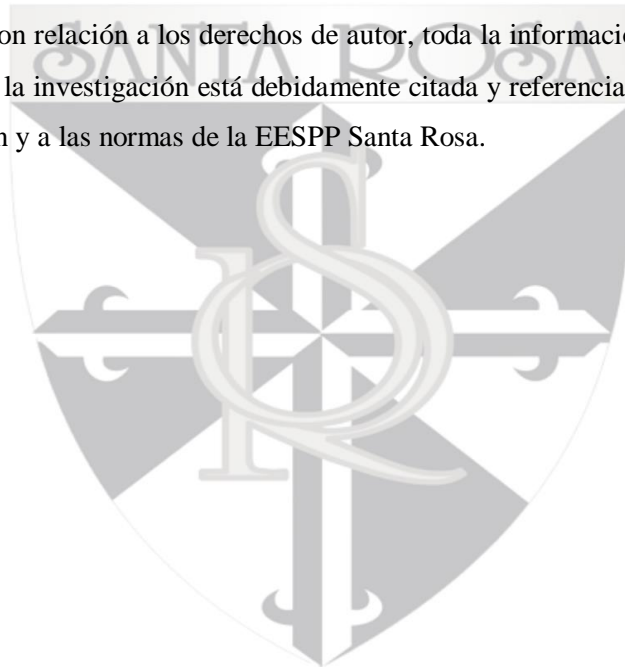 on relación a los derechos de autor, toda la informaci
SANTA ROSA
la investigación está debidamente citada y referencia
n y a las normas de la EESPP Santa Rosa.